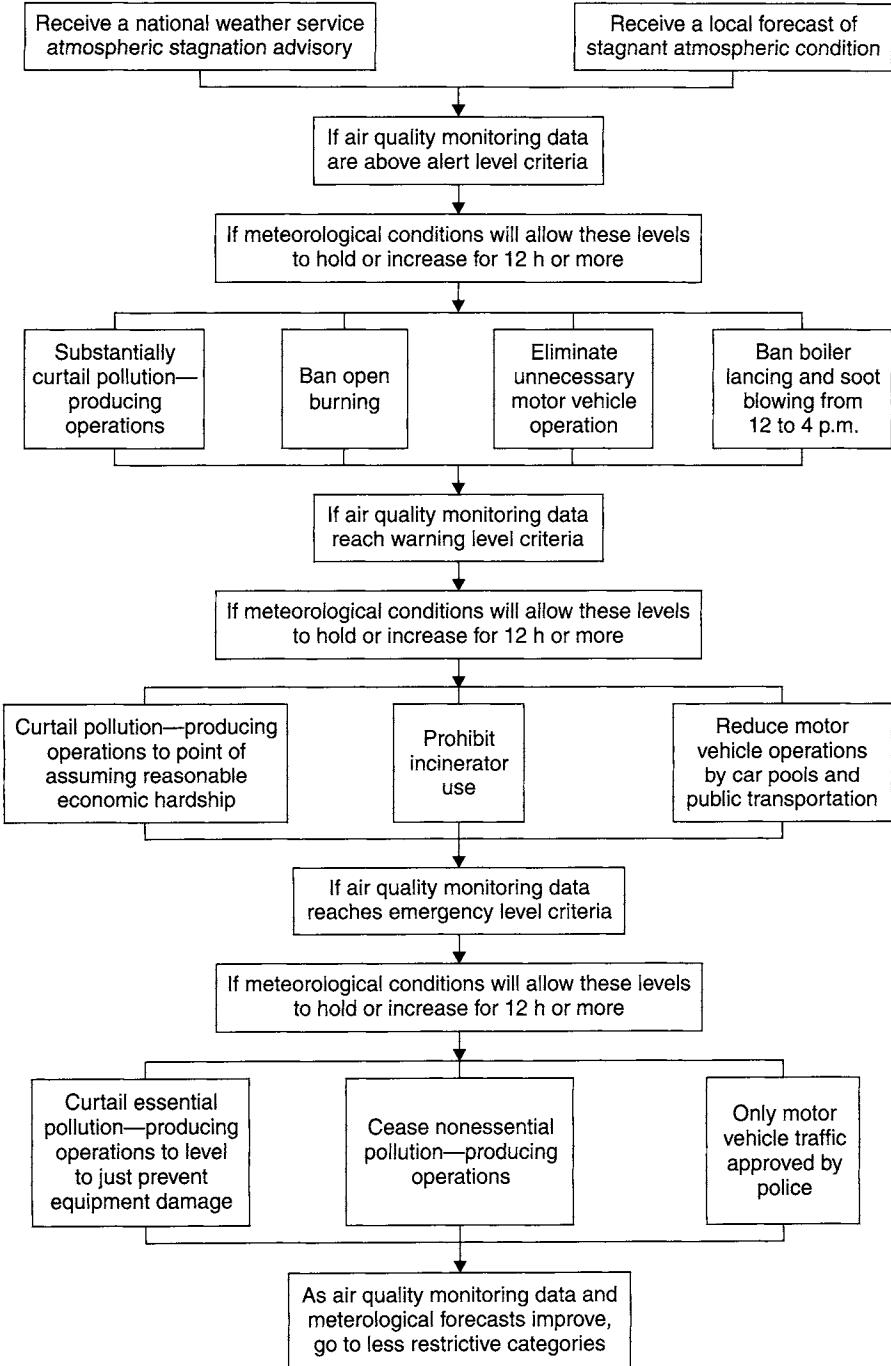 Receive a national weather service
atmospheric stagnation advisory
Receive a local forecast of
stagnant atmospheric condition
If air quality monitoring data
are above alert level criteria
If meteorological conditions will allow these levels
to hold or increase for 12 h or more
Substantially
curtail pollution—
producing
operations
Ban open
burning
Eliminate
unnecessary
motor vehicle
operation
Ban boiler
lancing and soot
blowing from
12 to 4 p.m.
If air quality monitoring data
reach warning level criteria
If meteorological conditions will allow these levels
to hold or increase for 12 h or more
Curtail pollution—producing
operations to point of
assuming reasonable
economic hardship
Prohibit
incinerator
use
Reduce motor
vehicle operations
by car pools and
public transportation
If air quality monitoring data
reaches emergency level criteria
If meteorological conditions will allow these levels
to hold or increase for 12 h or more
Curtail essential
pollution—producing
operations to level
to just prevent
equipment damage
Cease nonessential
pollution—producing
operations
Only motor
vehicle traffic
approved by
police
As air quality monitoring data and
meterological forecasts improve,
go to less restrictive categories